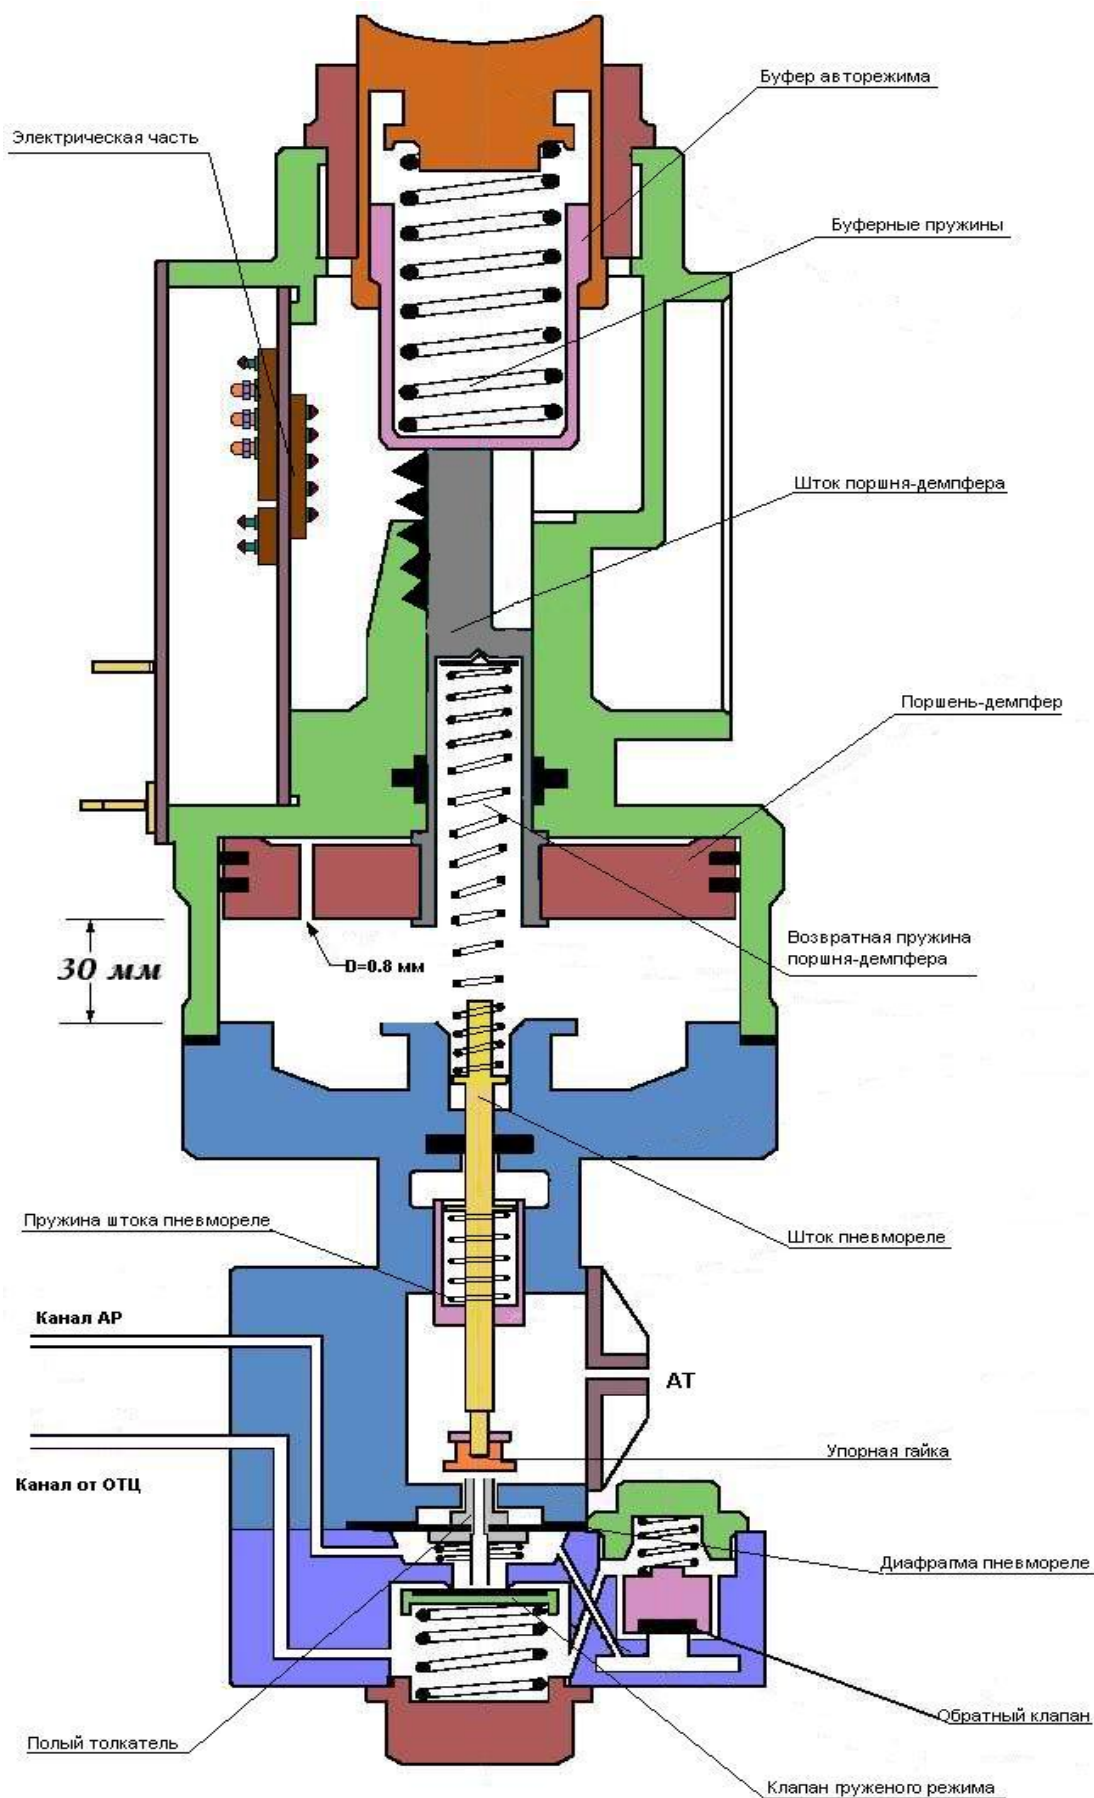 Буфер авторежима
Электрическая часть
Буферные пружины
Шток поршня-демпфера
Поршень-демпфер
Возвратная пружина
поршня-демпфера
30 мм
D=0.8 мм
Пружина штока пневмореле
Шток пневмореле
Канал АР
АТ
Упорная гайка
Канал от ОТЦ
Диафрагма пневмореле
Обратный клапан
Полый толкатель
Клапан груженого режима